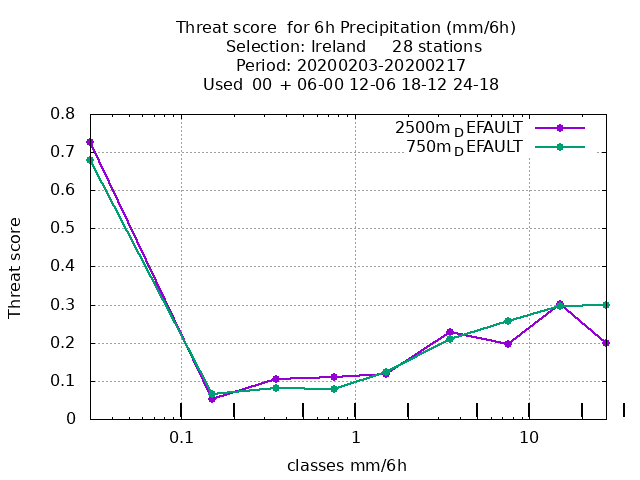 Threat score  for 6h Precipitation (mm/6h)
Selection: Ireland     28 stations
Period: 20200203-20200217
Used  00  + 06-00 12-06 18-12 24-18
2500m_DEFAULT
750m_DEFAULT
0.8
0.7
0.6
0.5
0.4
0.3
0.2
0.1
0
Threat score
0.1 1 10
classes mm/6h